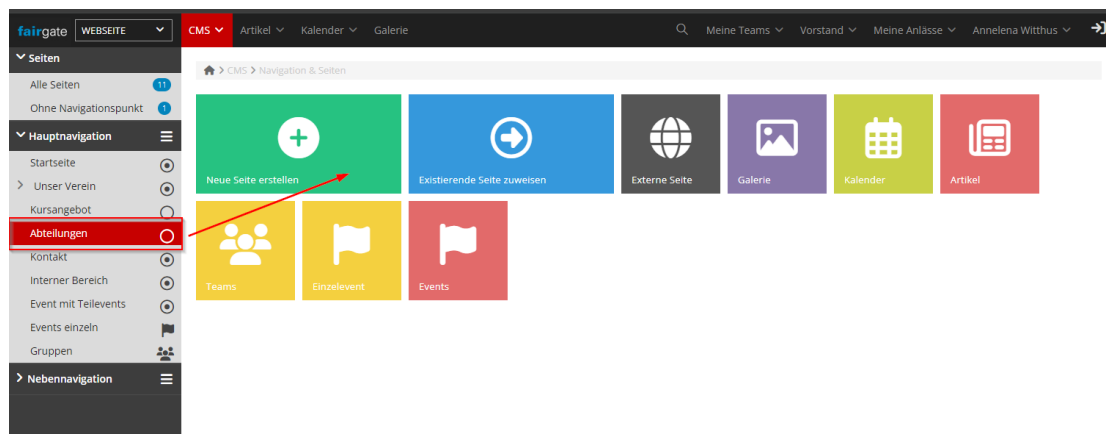 fairgate WEBSEITE CMS Artikel Kalender Galerie Meine Teams Vorstand Meine Anlässe Annelena Witthus
Seiten
CMS Navigation & Seiten
Alle Seiten 11
Ohne Navigationspunkt 1
Hauptnavigation
Startseite
Unser Verein
Neue Seite erstellen Existierende Seite zuweisen Externe Seite Galerie Kalender Artikel
Kursangebot
Abteilungen
Kontakt
Interner Bereich
Teams Einzelevent Events
Event mit Teilevents
Events einzeln
Gruppen
Nebennavigation